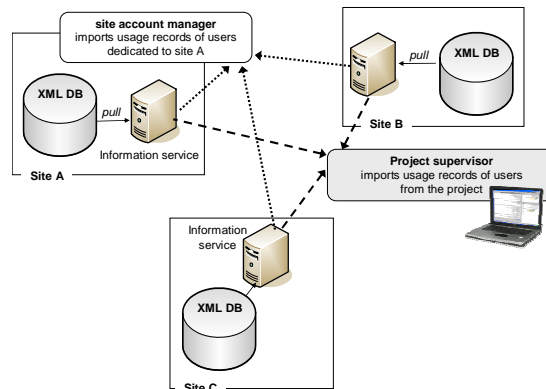 site account manager
imports usage records of users
dedicated to site A
XML DB
pull
Information service
Site A
pull
XML DB
Site B
Project supervisor
imports usage records of users
from the project
Information
service
XML DB
Site C